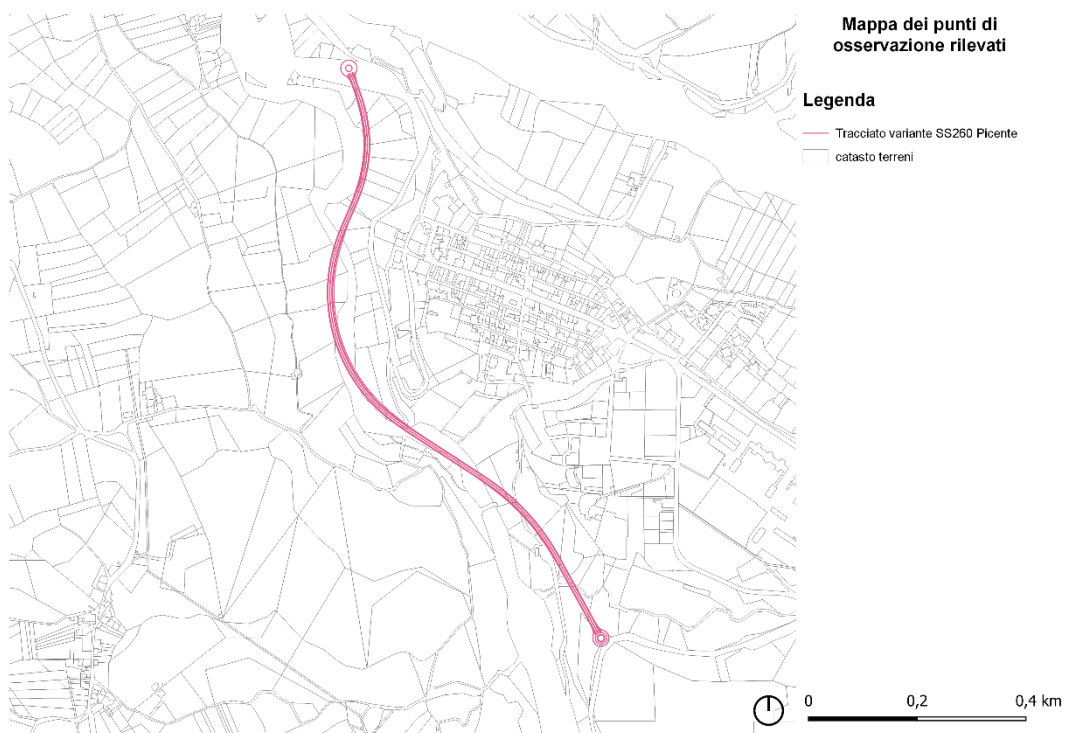 Mappa dei punti di
osservazione rilevati
Legenda
Tracciato variante SS260 Picente
catasto terreni
0 0,2 0,4 km